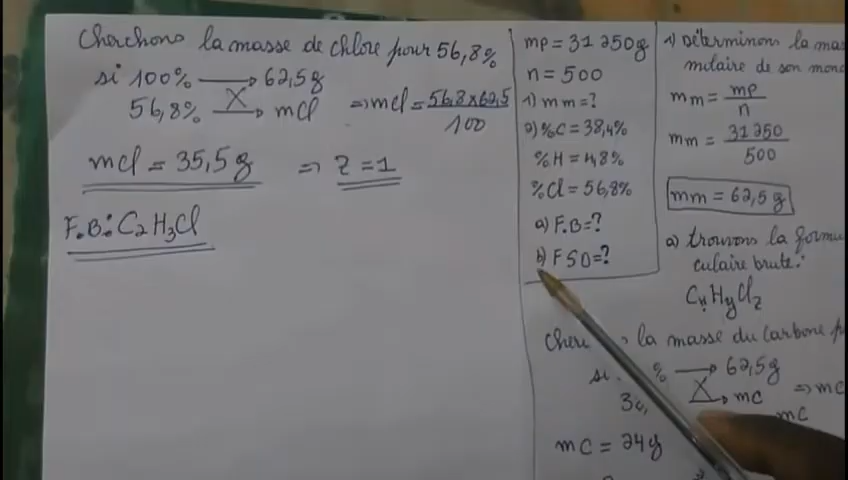 Cherchons la masse de chlore pour 56,8%
si 100% → 62,5g
56,8% → mCl ⇒ mCl = 56,8 x 62,5
100
mCl = 35,5g ⇒ Z = 1
F.B: C2H3Cl
mp = 31 250g
n = 500
1) mm = ?
2) %C = 38,4%
%H = 4,8%
%Cl = 56,8%
a) F.B = ?
b) FSD = ?
1) Déterminons la
de son
mm = mp
n
mm = 31 250
500
mm = 62,5g
a) trouvons la
culaire brute:
CxHyClz
la masse du carbone
si % → 62,5g
→ mC ⇒ mC
mC
mC = 24g